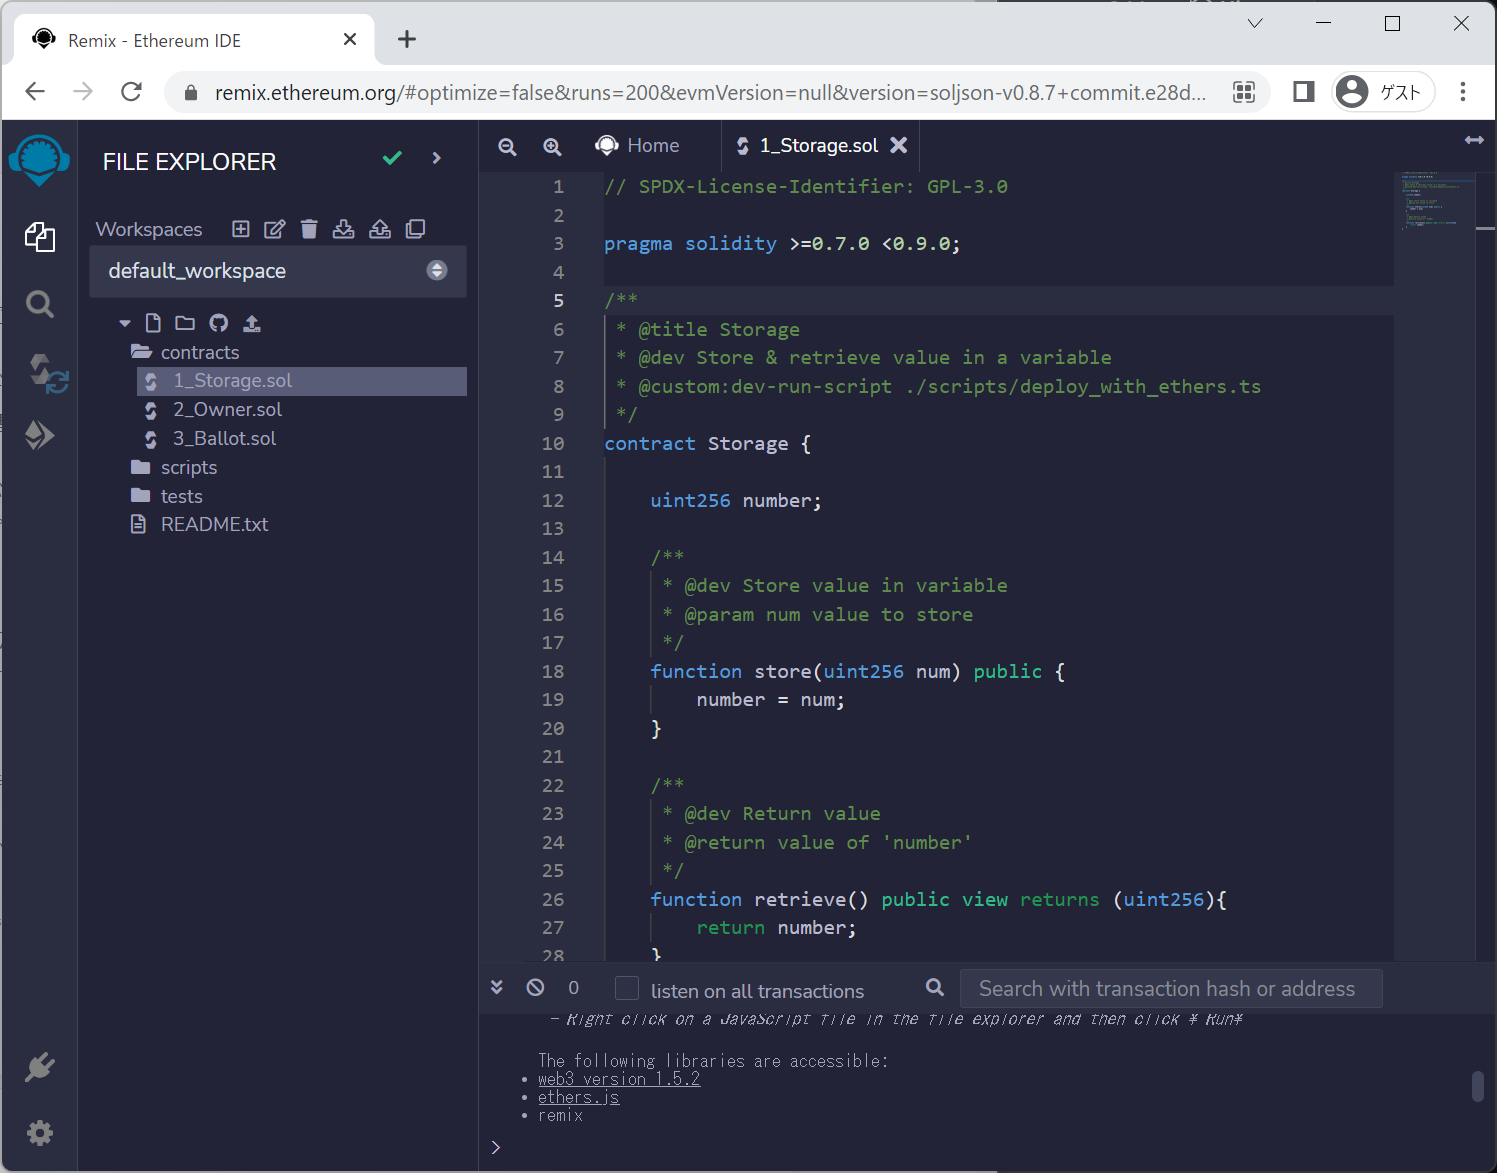 Remix - Ethereum IDE
remix.ethereum.org/#optimize=false&runs=200&evmVersion=null&version=soljson-v0.8.7+commit.e28d...
ゲスト
FILE EXPLORER
Workspaces
default_workspace
contracts
1_Storage.sol
2_Owner.sol
3_Ballot.sol
scripts
tests
README.txt
Home
1_Storage.sol
1 // SPDX-License-Identifier: GPL-3.0
2
3 pragma solidity >=0.7.0 <0.9.0;
4
5 /**
6 * @title Storage
7 * @dev Store & retrieve value in a variable
8 * @custom:dev-run-script ./scripts/deploy_with_ethers.ts
9 */
10 contract Storage {
11
12 uint256 number;
13
14 /**
15 * @dev Store value in variable
16 * @param num value to store
17 */
18 function store(uint256 num) public {
19 number = num;
20 }
21
22 /**
23 * @dev Return value
24 * @return value of 'number'
25 */
26 function retrieve() public view returns (uint256){
27 return number;
28 }
0
listen on all transactions
Search with transaction hash or address
- Right click on a JavaScript file in the file explorer and then click \`Run\`
The following libraries are accessible:
• web3 version 1.5.2
• ethers.js
• remix
>